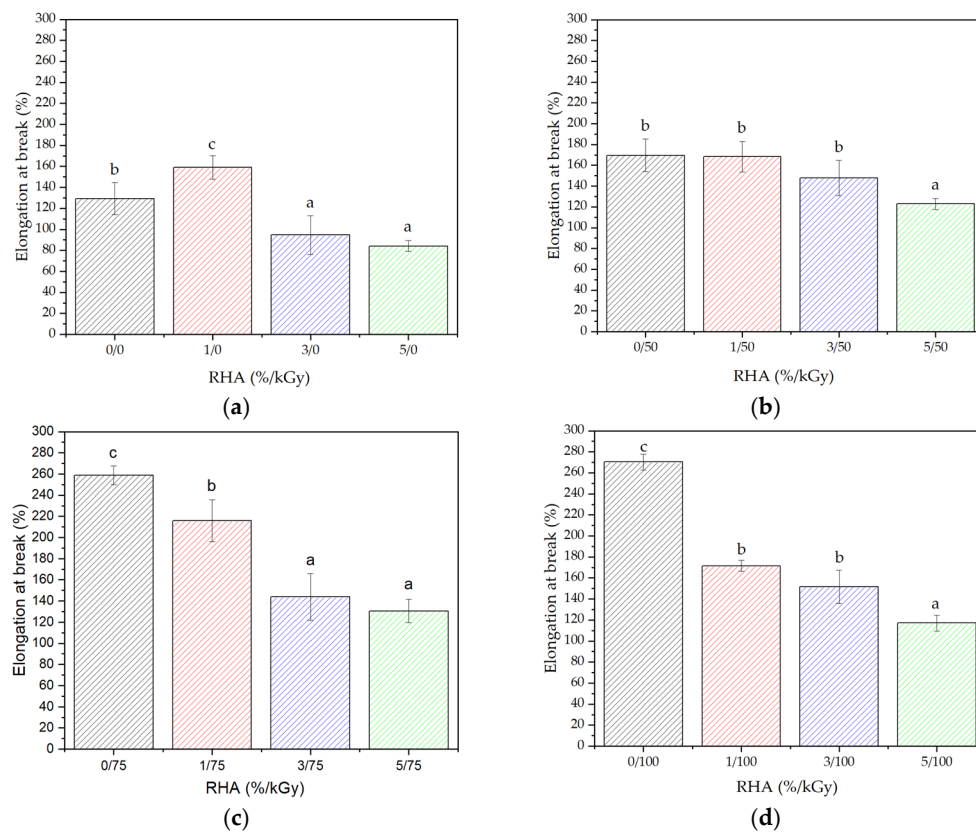 300
280
260
240
220
200
180
160
140
120
100
80
60
40
20
0
Elongation at break (%)
b
c
a
a
0/0 1/0 3/0 5/0
RHA (%/kGy)
(a)
300
280
260
240
220
200
180
160
140
120
100
80
60
40
20
0
Elongation at break (%)
b
b
b
a
0/50 1/50 3/50 5/50
RHA (%/kGy)
(b)
300
280
260
240
220
200
180
160
140
120
100
80
60
40
20
0
Elongation at break (%)
c
b
a
a
0/75 1/75 3/75 5/75
RHA (%/kGy)
(c)
300
280
260
240
220
200
180
160
140
120
100
80
60
40
20
0
Elongation at break (%)
c
b
b
a
0/100 1/100 3/100 5/100
RHA (%/kGy)
(d)